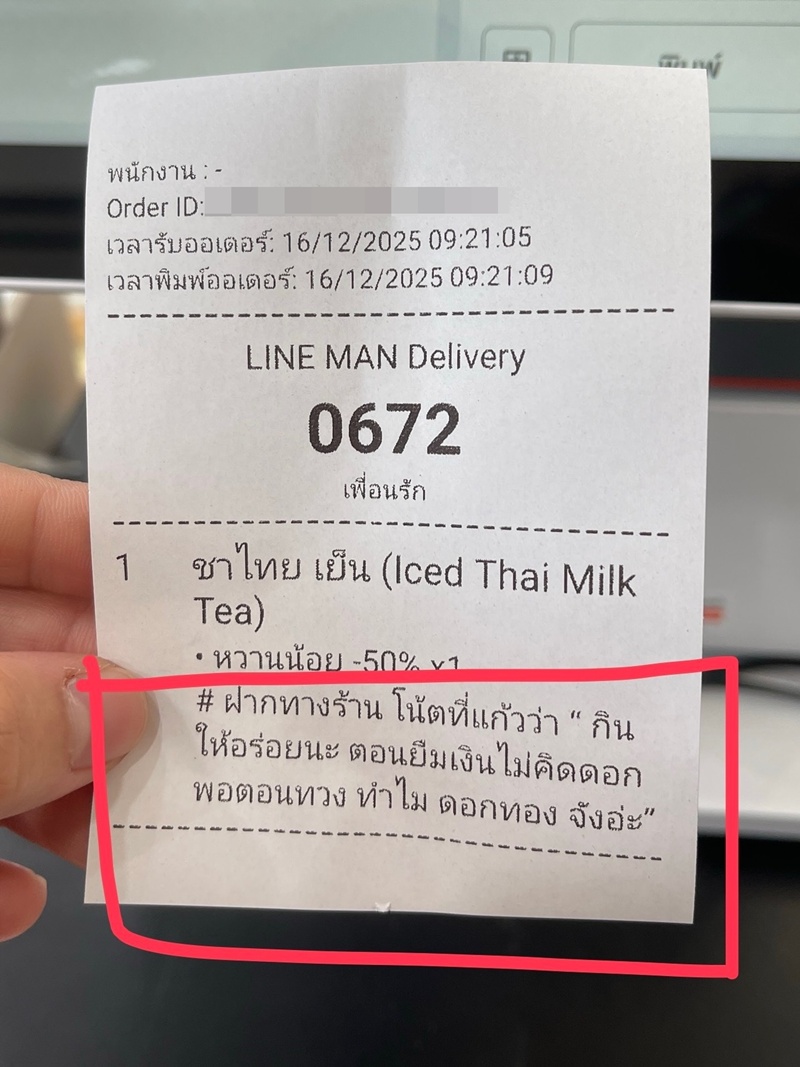 พิมพ์
พนักงาน : -
Order ID:
เวลารับออเดอร์: 16/12/2025 09:21:05
เวลาพิมพ์ออเดอร์: 16/12/2025 09:21:09
LINE MAN Delivery
0672
เพื่อนรัก
1 ชาไทย เย็น (Iced Thai Milk
Tea)
• หวานน้อย -50% x1
# ฝากทางร้าน โน้ตที่แก้วว่า “ กิน
ให้อร่อยนะ ตอนยืมเงินไม่คิดดอก
พอตอนทวง ทำไม ดอกทอง จังอ่ะ”